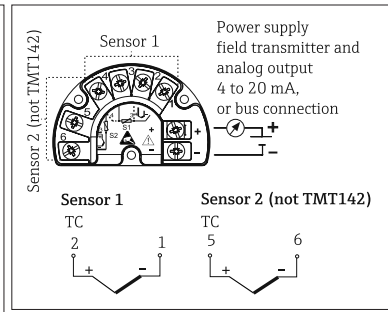 Sensor 1
Power supply
field transmitter and
analog output
4 to 20 mA,
or bus connection
Sensor 2 (not TMT142)
4
3
2
1
5
6
S1
S2
+
-
+
-
+
-
Sensor 1
TC
2
1
+
-
Sensor 2 (not TMT142)
TC
5
6
+
-